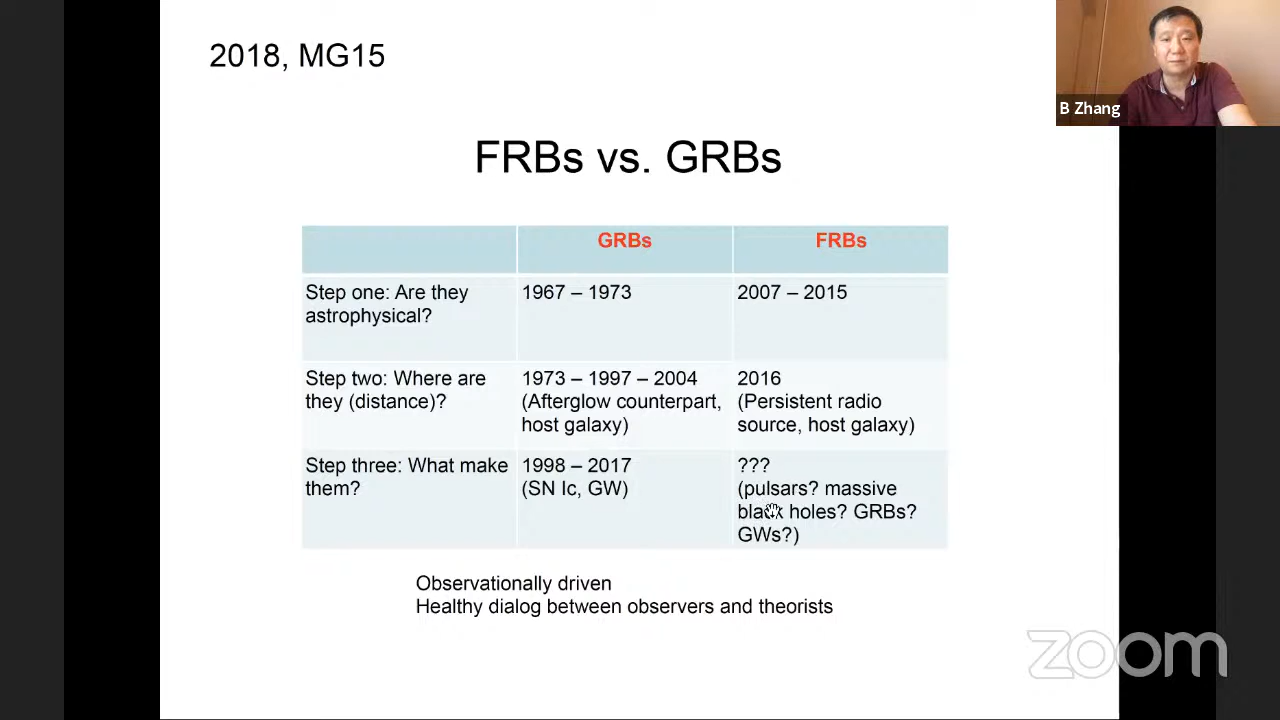 2018, MG15
B Zhang
FRBs vs. GRBs
GRBs
FRBs
Step one: Are they
astrophysical?
1967 – 1973
2007 – 2015
Step two: Where are
they (distance)?
1973 – 1997 – 2004
(Afterglow counterpart,
host galaxy)
2016
(Persistent radio
source, host galaxy)
Step three: What make
them?
1998 – 2017
(SN Ic, GW)
???
(pulsars? massive
black holes? GRBs?
GWs?)
Observationally driven
Healthy dialog between observers and theorists
zoom